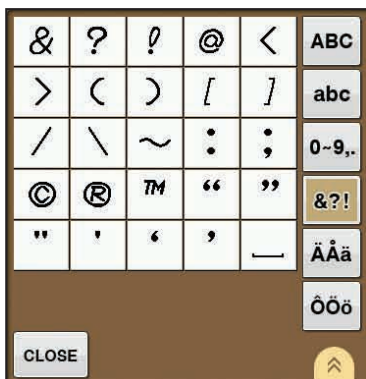 & ? ! @ < ABC
> ( ) [ ] abc
/ \ ~ : ; 0~9,.
© ® TM “ ” &?!
" ' ‘ ’ _ ÄÅä
ÔÖö
CLOSE